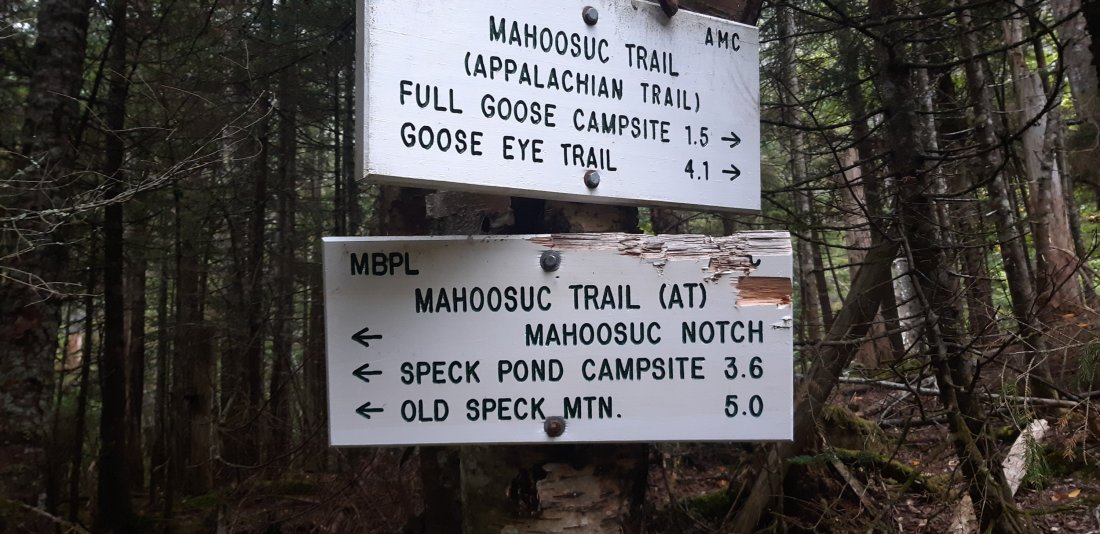 MAHOOSUC TRAIL AMC
(APPALACHIAN TRAIL)
FULL GOOSE CAMPSITE 1.5 →
GOOSE EYE TRAIL 4.1 →
MBPL
MAHOOSUC TRAIL (AT)
← MAHOOSUC NOTCH
← SPECK POND CAMPSITE 3.6
← OLD SPECK MTN. 5.0